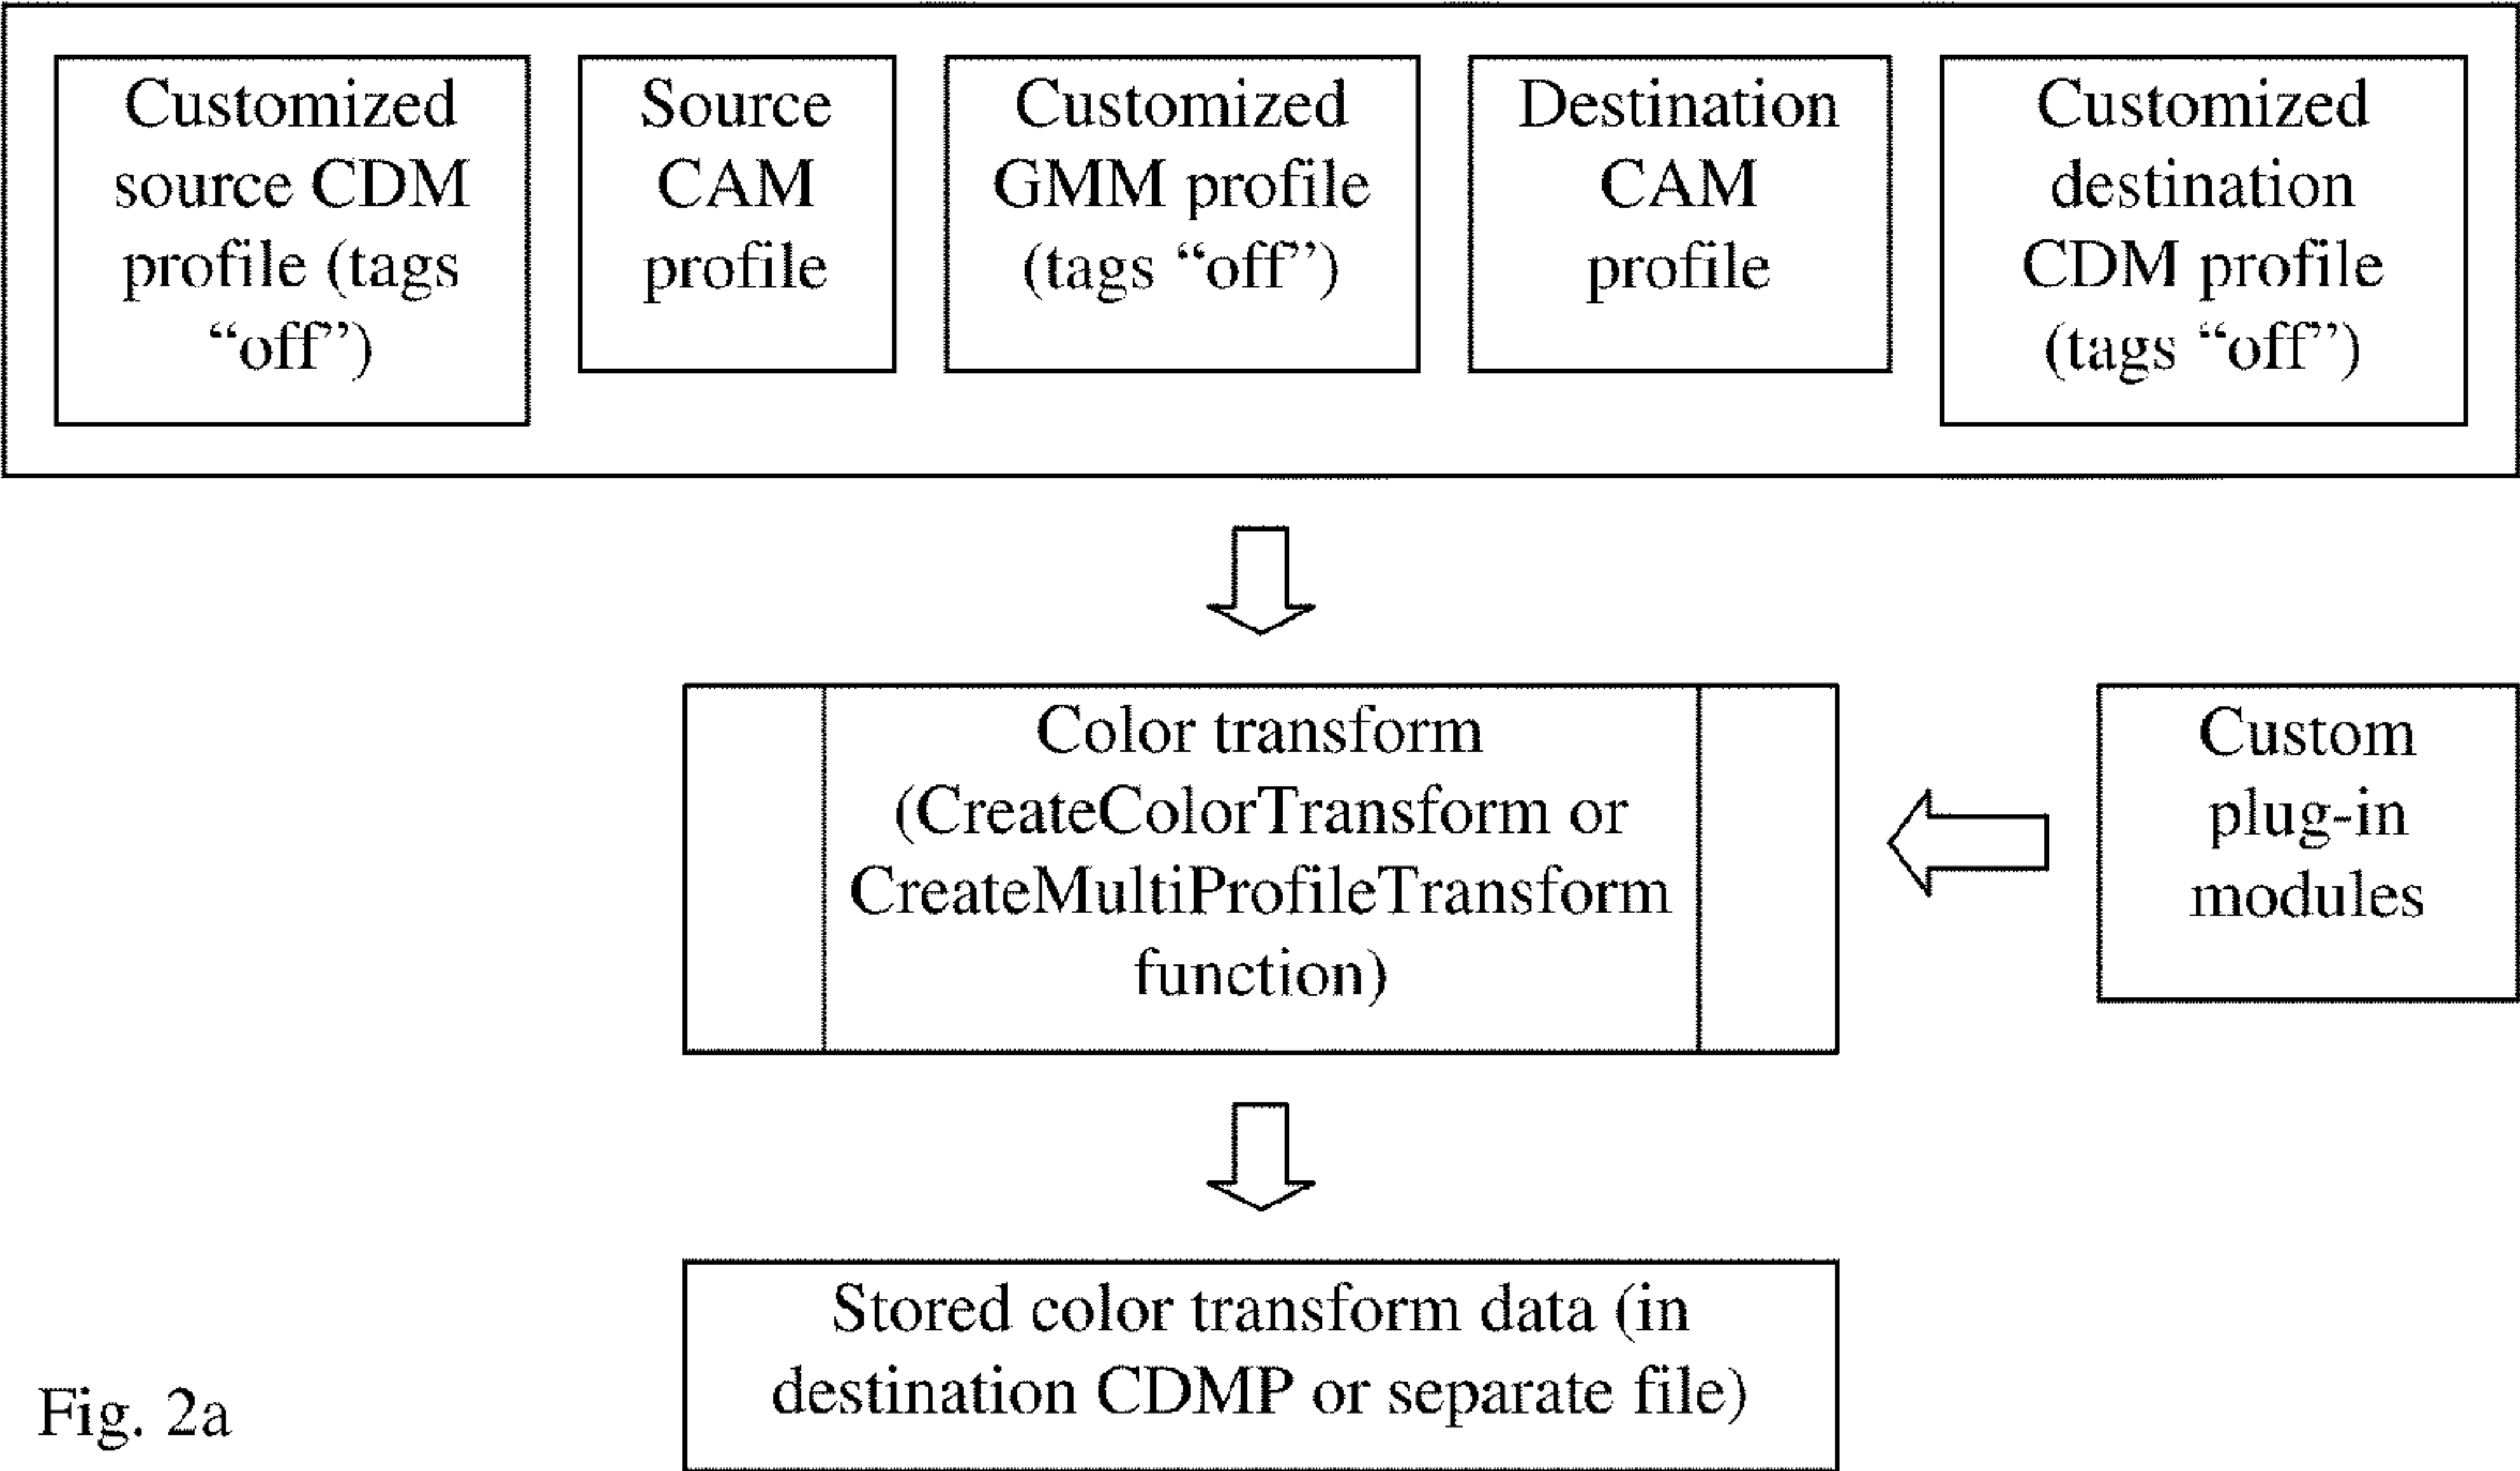 Customized
source CDM
profile (tags
“off”)
Source
CAM
profile
Customized
GMM profile
(tags “off”)
Destination
CAM
profile
Customized
destination
CDM profile
(tags “off”)
Color transform
(CreateColorTransform or
CreateMultiProfileTransform
function)
Custom
plug-in
modules
Stored color transform data (in
destination CDMP or separate file)
Fig. 2a